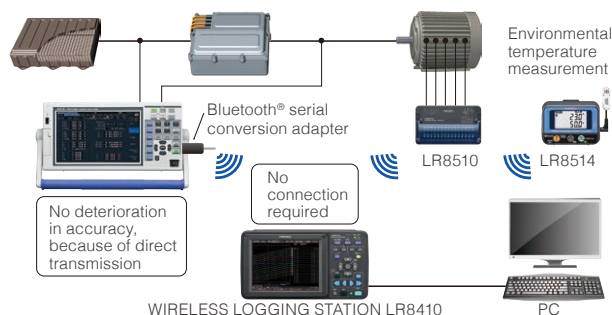 Environmental
temperature
measurement
Bluetooth® serial
conversion adapter
LR8510
LR8514
No
connection
required
No deterioration
in accuracy,
because of direct
transmission
WIRELESS LOGGING STATION LR8410
PC